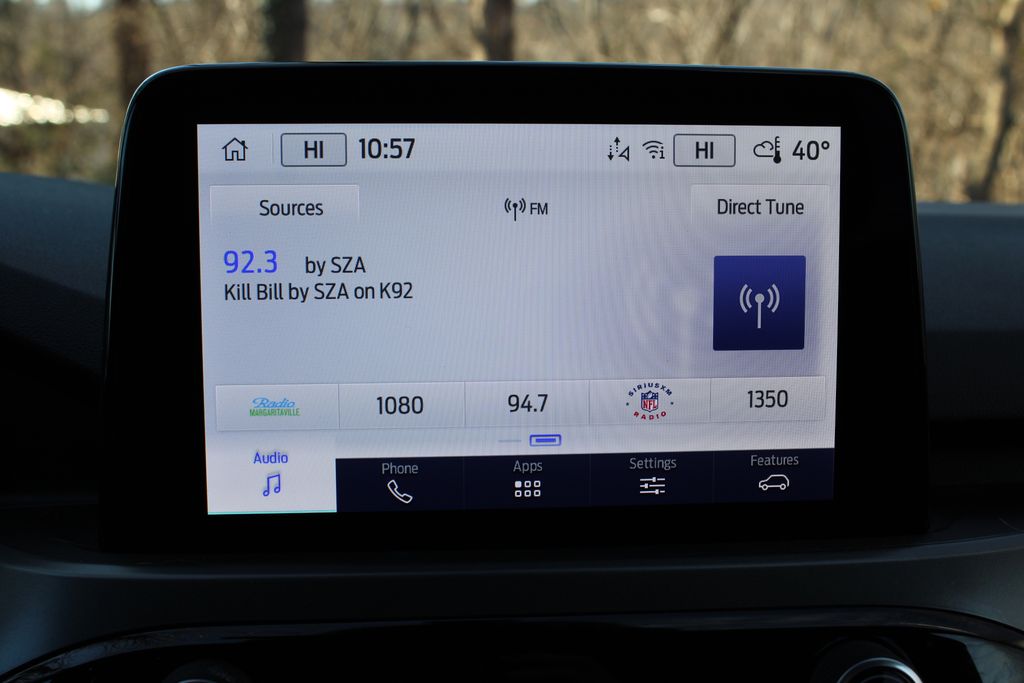 HI 10:57 HI 40°
Sources FM Direct Tune
92.3 by SZA
Kill Bill by SZA on K92
Radio
MARGARITAVILLE
1080 94.7
SIRIUSXM
NFL
RADIO
1350
Audio Phone Apps Settings Features